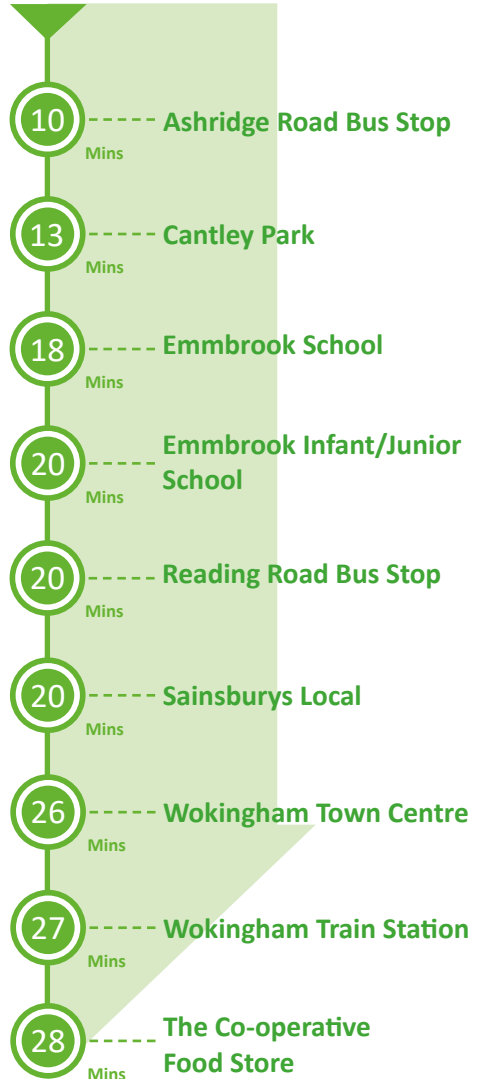 10
Mins
Ashridge Road Bus Stop
13
Mins
Cantley Park
18
Mins
Emmbrook School
20
Mins
Emmbrook Infant/Junior
School
20
Mins
Reading Road Bus Stop
20
Mins
Sainsburys Local
26
Mins
Wokingham Town Centre
27
Mins
Wokingham Train Station
28
Mins
The Co-operative
Food Store